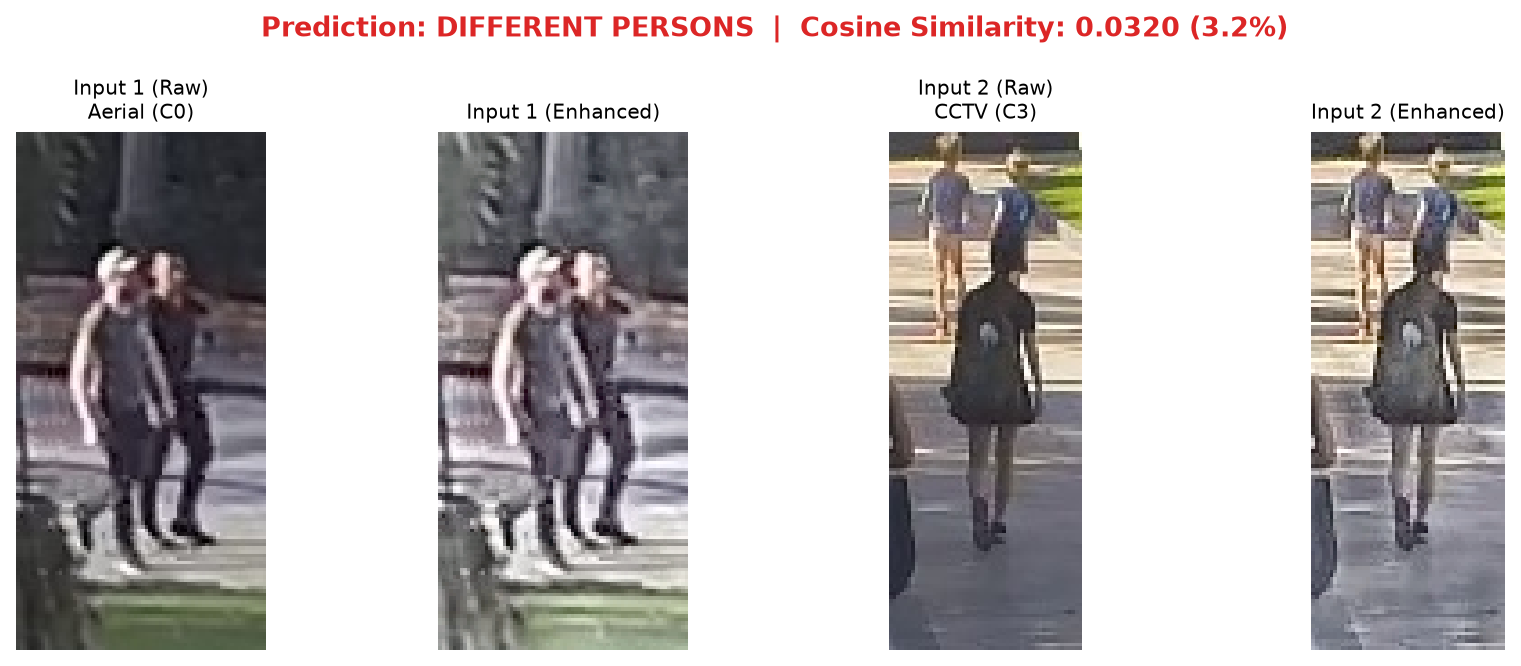 Prediction: DIFFERENT PERSONS | Cosine Similarity: 0.0320 (3.2%)
Input 1 (Raw)
Aerial (C0)
Input 1 (Enhanced)
Input 2 (Raw)
CCTV (C3)
Input 2 (Enhanced)